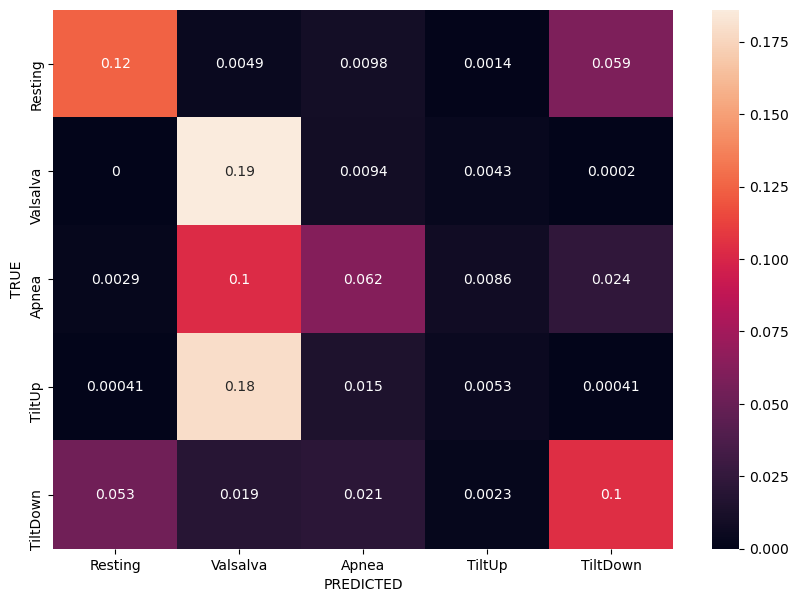 Resting 0.12 0.0049 0.0098 0.0014 0.059
Valsalva 0 0.19 0.0094 0.0043 0.0002
Apnea 0.0029 0.1 0.062 0.0086 0.024
TiltUp 0.00041 0.18 0.015 0.0053 0.00041
TiltDown 0.053 0.019 0.021 0.0023 0.1
TRUE
Resting Valsalva Apnea TiltUp TiltDown
PREDICTED
0.175
0.150
0.125
0.100
0.075
0.050
0.025
0.000